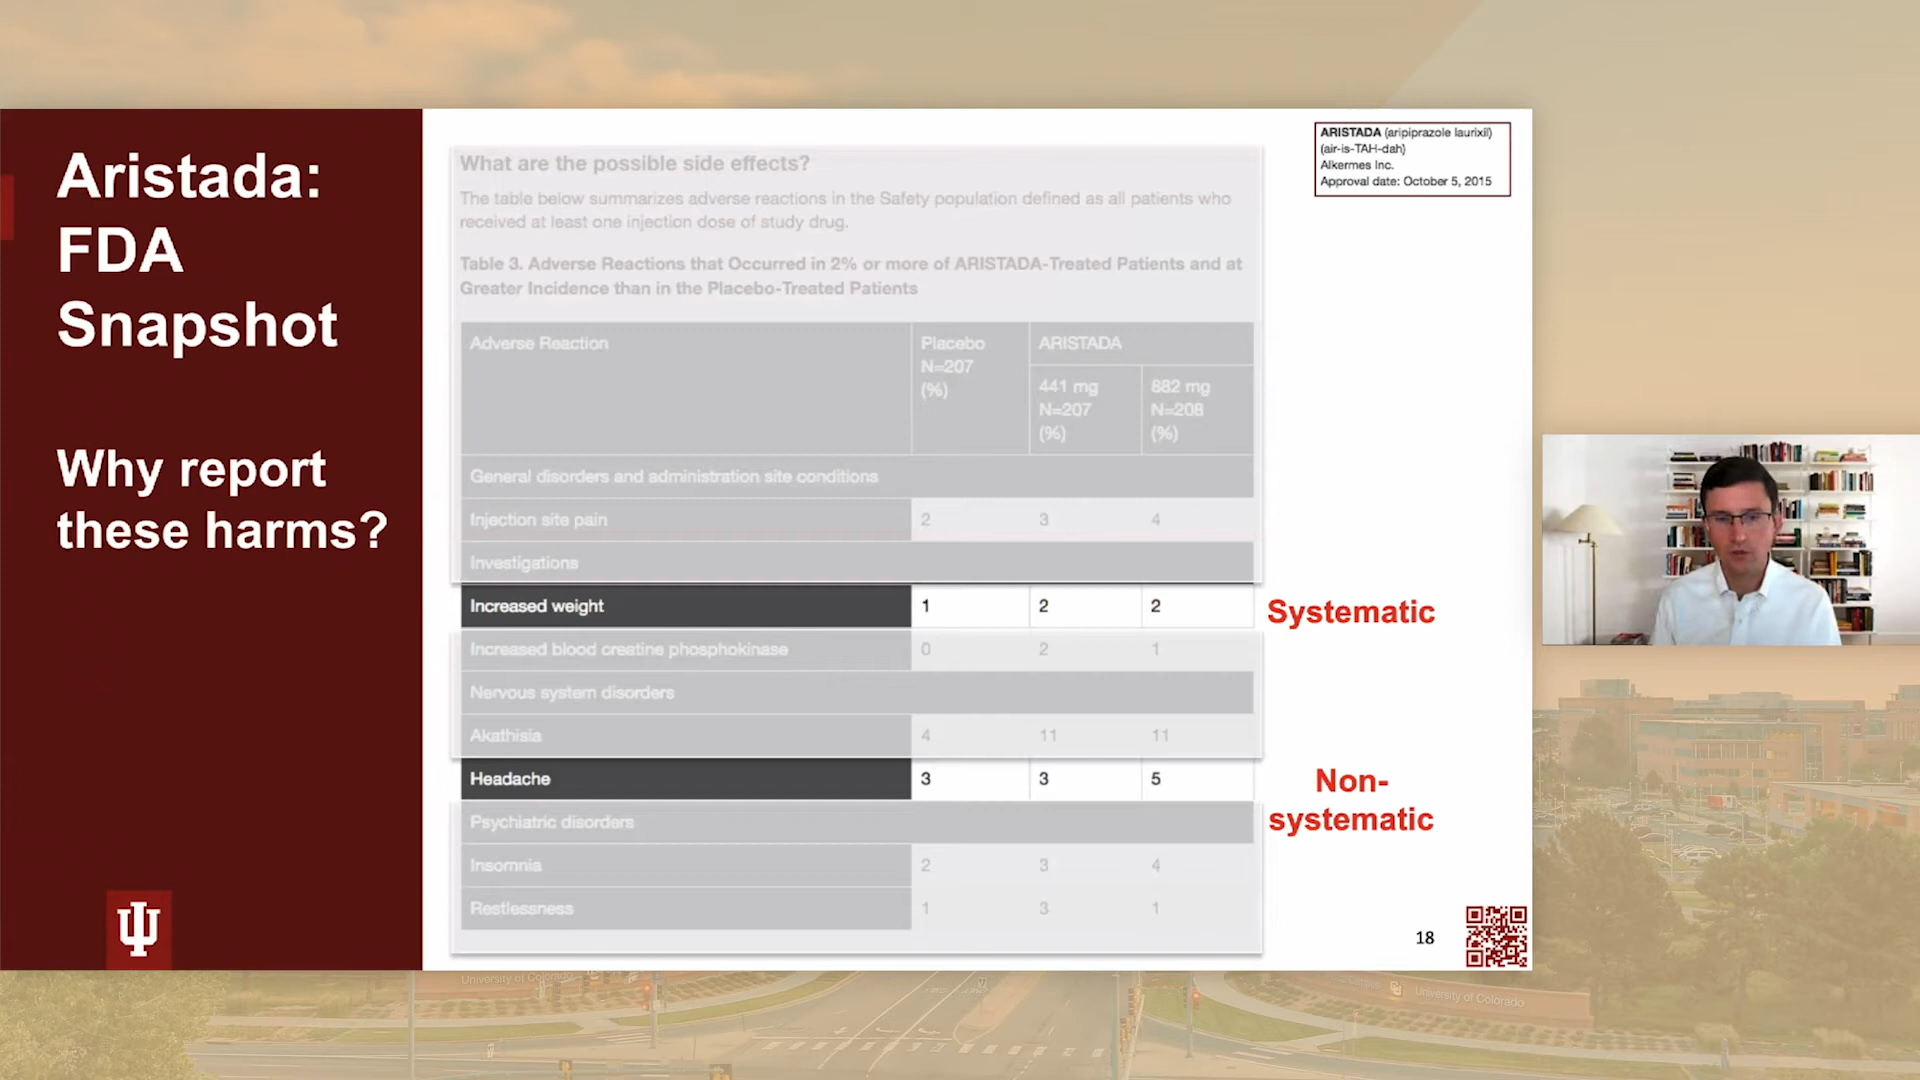 Aristada:
FDA
Snapshot
Why report
these harms?
What are the possible side effects?
The table below summarizes adverse reactions in the Safety population defined as all patients who
received at least one injection dose of study drug.
Table 3. Adverse Reactions that Occurred in 2% or more of ARISTADA-Treated Patients and at
Greater Incidence than in the Placebo-Treated Patients
Adverse Reaction
Placebo
N=207
(%)
ARISTADA
441 mg
N=207
(%)
882 mg
N=208
(%)
General disorders and administration site conditions
Injection site pain 2 3 4
Investigations
Increased weight 1 2 2
Increased blood creatine phosphokinase 0 2 1
Nervous system disorders
Akathisia 4 11 11
Headache 3 3 5
Psychiatric disorders
Insomnia 2 3 4
Restlessness 1 3 1
ARISTADA (aripiprazole laurixil)
(air-is-TAH-dah)
Alkermes Inc.
Approval date: October 5, 2015
Systematic
Non-
systematic
18
University of Colorado
University of Colorado